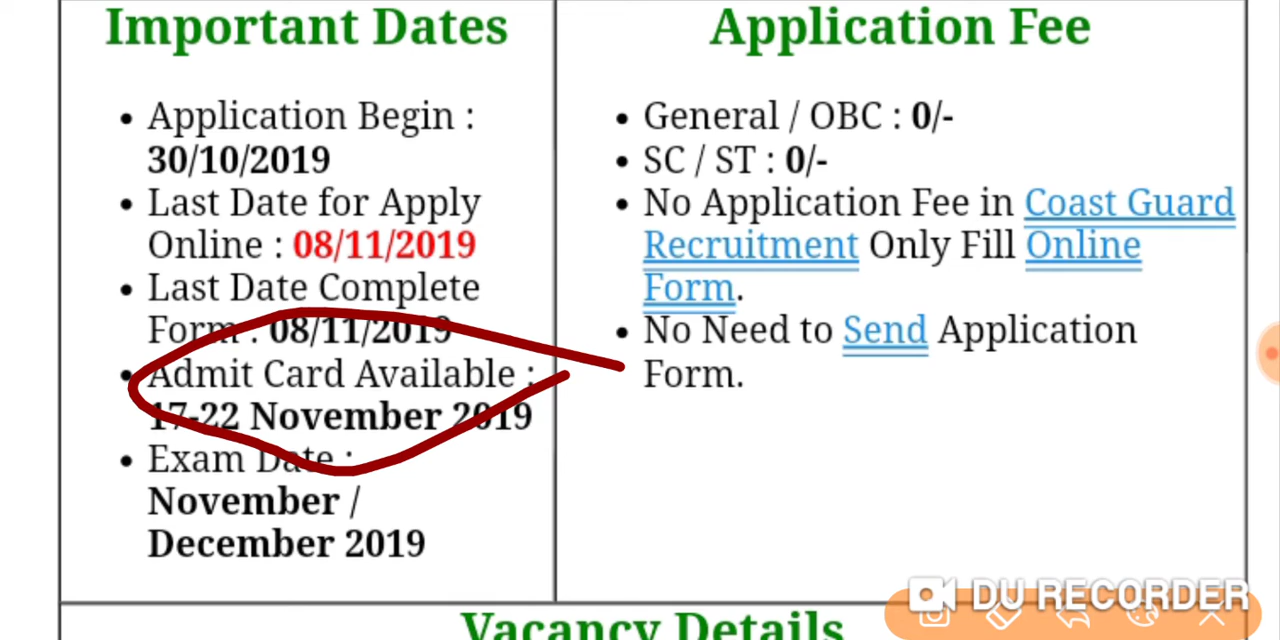 Important Dates
Application Begin :
30/10/2019
Last Date for Apply
Online : 08/11/2019
Last Date Complete
Form : 08/11/2019
Admit Card Available :
17-22 November 2019
Exam Date :
November /
December 2019
Application Fee
General / OBC : 0/-
SC / ST : 0/-
No Application Fee in Coast Guard
Recruitment Only Fill Online
Form.
No Need to Send Application
Form.
Vacancy Details
DU RECORDER